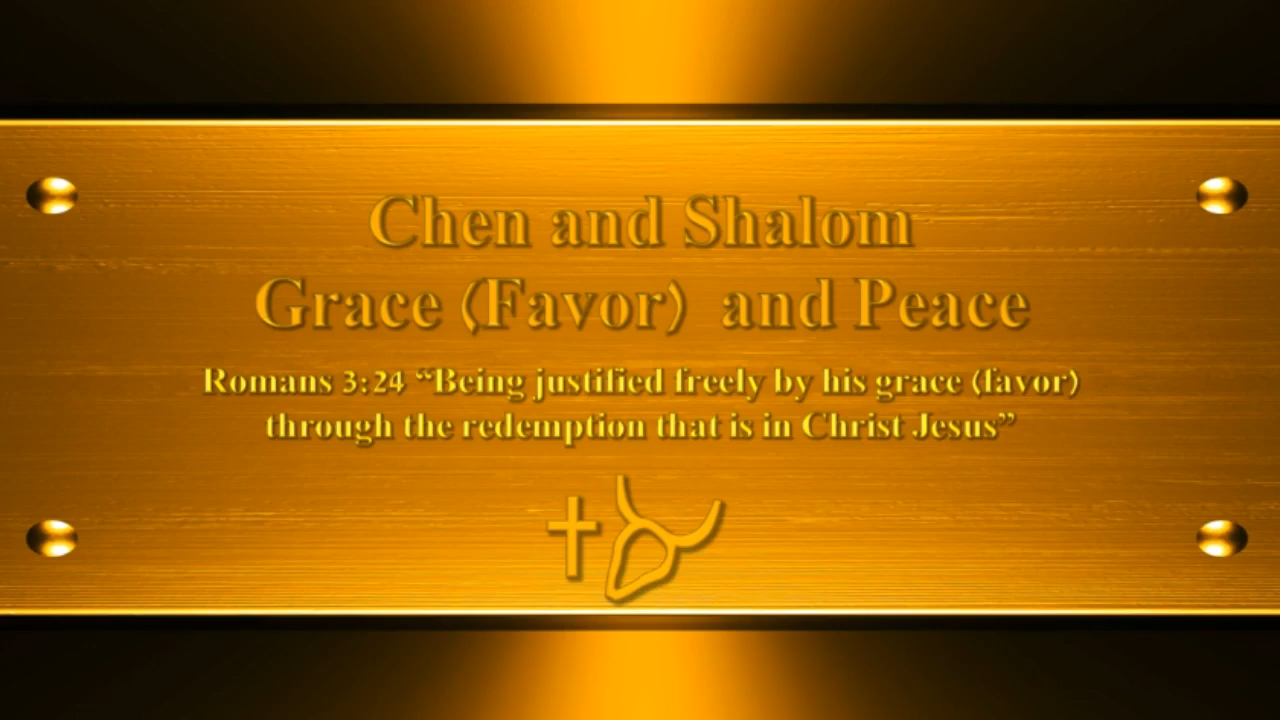 Chen and Shalom
Grace (Favor) and Peace
Romans 3:24 “Being justified freely by his grace (favor)
through the redemption that is in Christ Jesus”